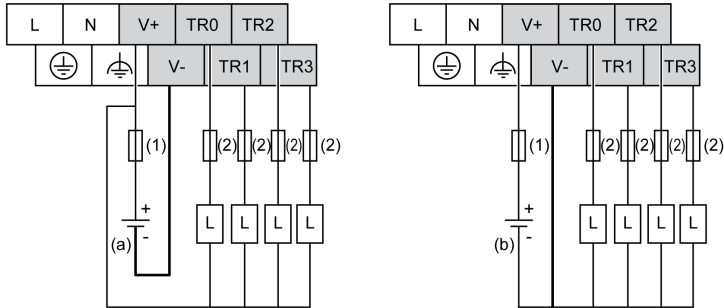 L N V+ TR0 TR2
V- TR1 TR3
(1) (2) (2) (2) (2)
+
-
(a)
L L L L
L N V+ TR0 TR2
V- TR1 TR3
(1) (2) (2) (2) (2)
+
-
(b)
L L L L